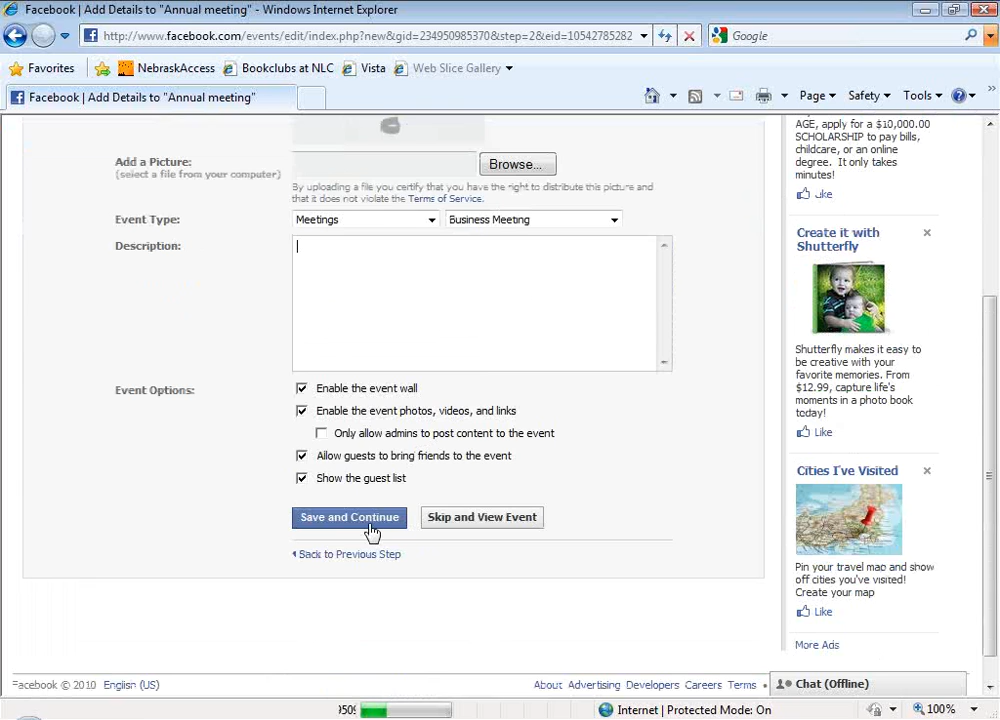 Facebook | Add Details to "Annual meeting" - Windows Internet Explorer
http://www.facebook.com/events/edit/index.php?new&gid=234950985370&step=2&eid=10542785282
Google
Favorites
NebraskAccess
Bookclubs at NLC
Vista
Web Slice Gallery
Facebook | Add Details to "Annual meeting"
Page
Safety
Tools
»
Add a Picture:
(select a file from your computer)
Browse...
By uploading a file you certify that you have the right to distribute this picture and
that it does not violate the Terms of Service.
Event Type:
Meetings
Business Meeting
Description:
Event Options:
Enable the event wall
Enable the event photos, videos, and links
Only allow admins to post content to the event
Allow guests to bring friends to the event
Show the guest list
Save and Continue
Skip and View Event
Back to Previous Step
AGE, apply for a $10,000.00
SCHOLARSHIP to pay bills,
childcare, or an online
degree. It only takes
minutes!
Like
Create it with
Shutterfly
Shutterfly makes it easy to
be creative with your
favorite memories. From
$12.99, capture life's
moments in a photo book
today!
Like
Cities I've Visited
Pin your travel map and show
off cities you've visited!
Create your map
Like
More Ads
Facebook © 2010 English (US)
About Advertising Developers Careers Terms •
Chat (Offline)
Internet | Protected Mode: On
100%